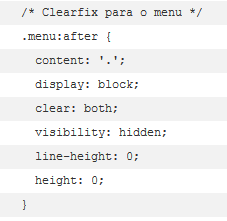 /* Clearfix para o menu */
.menu:after {
  content: '.';
  display: block;
  clear: both;
  visibility: hidden;
  line-height: 0;
  height: 0;
}